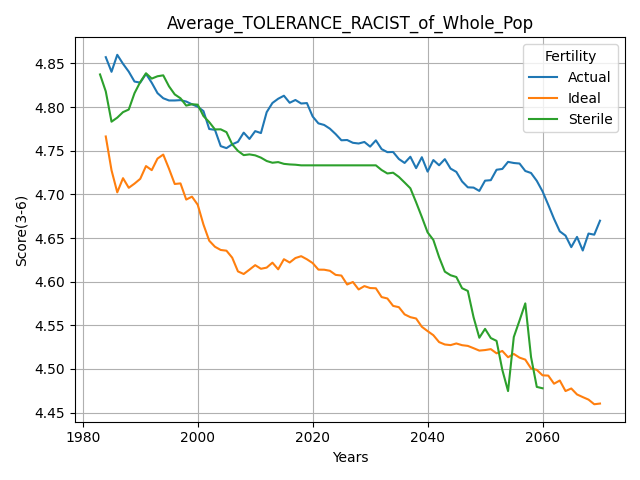 Average_TOLERANCE_RACIST_of_Whole_Pop
Fertility
Actual
Ideal
Sterile
Score(3-6)
4.85
4.80
4.75
4.70
4.65
4.60
4.55
4.50
4.45
1980
2000
2020
2040
2060
Years